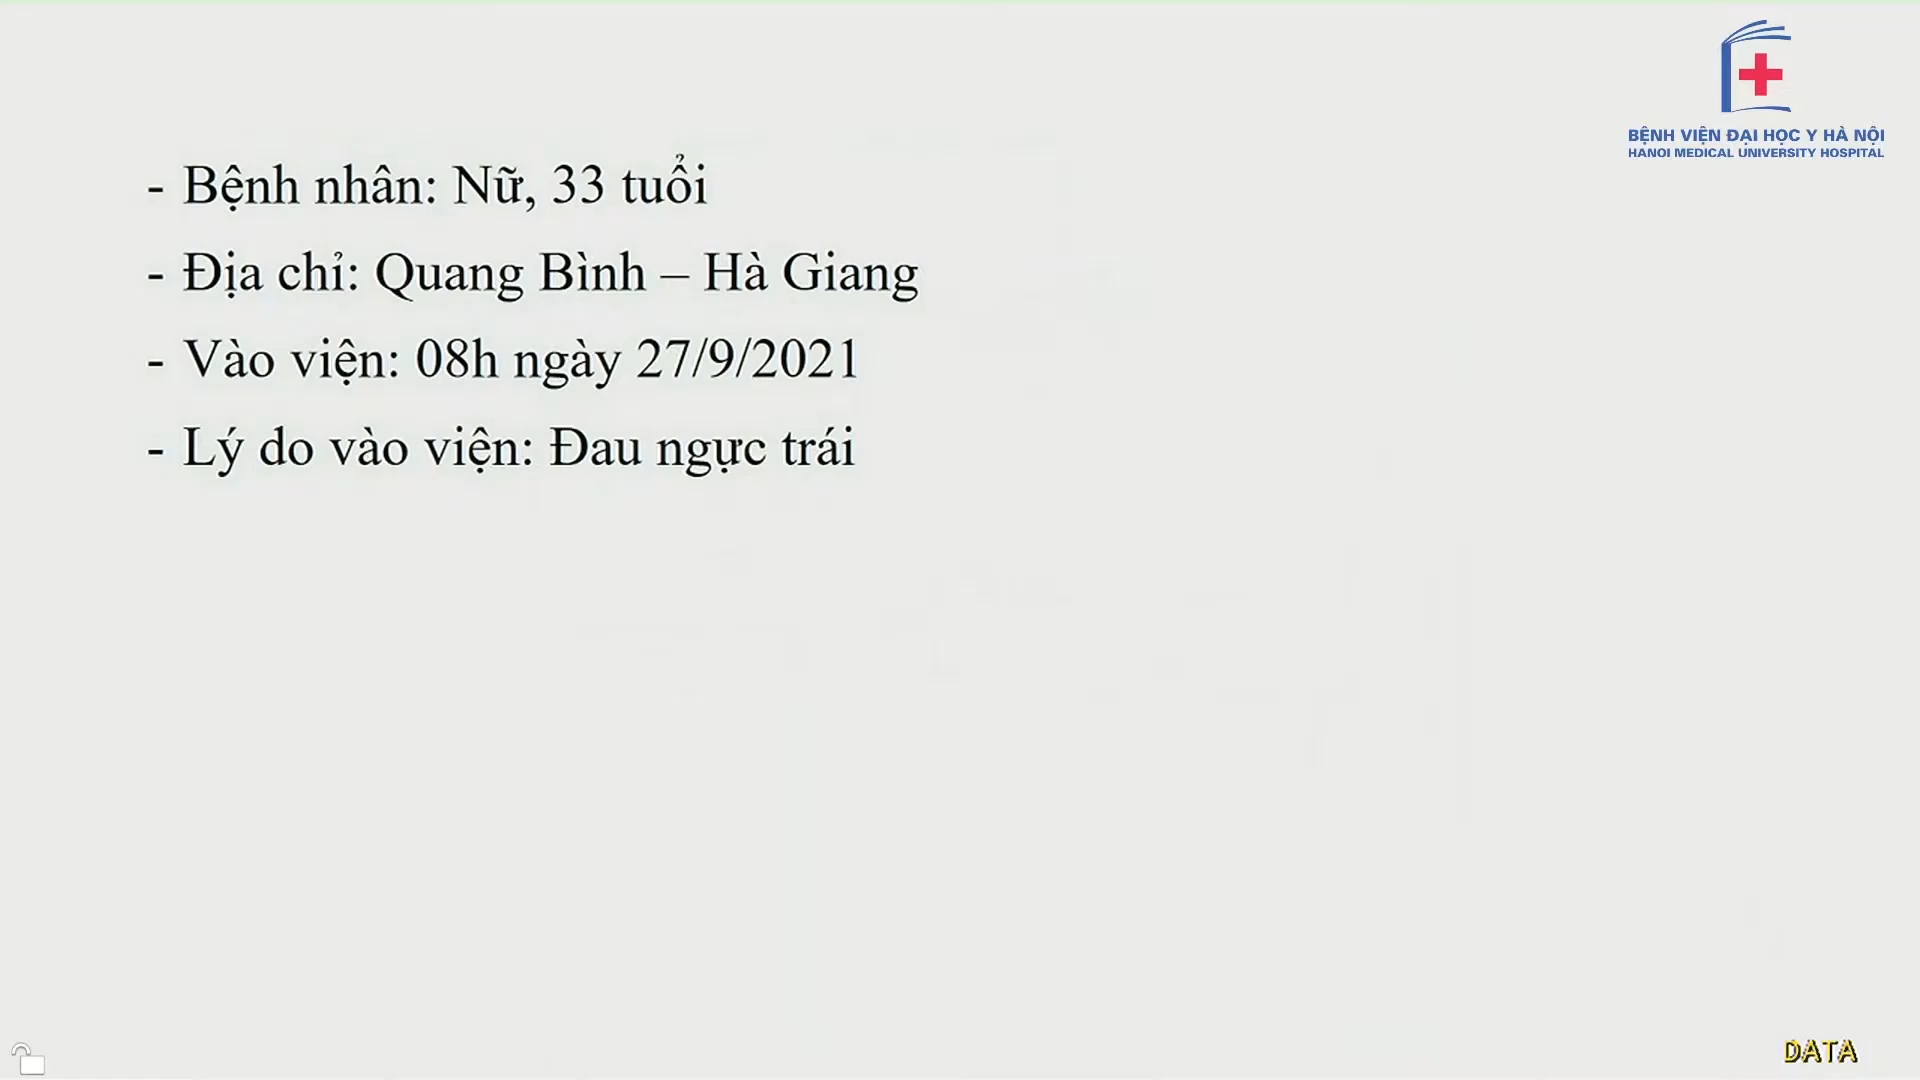 BỆNH VIỆN ĐẠI HỌC Y HÀ NỘI
HANOI MEDICAL UNIVERSITY HOSPITAL
- Bệnh nhân: Nữ, 33 tuổi
- Địa chỉ: Quang Bình – Hà Giang
- Vào viện: 08h ngày 27/9/2021
- Lý do vào viện: Đau ngực trái
DATA